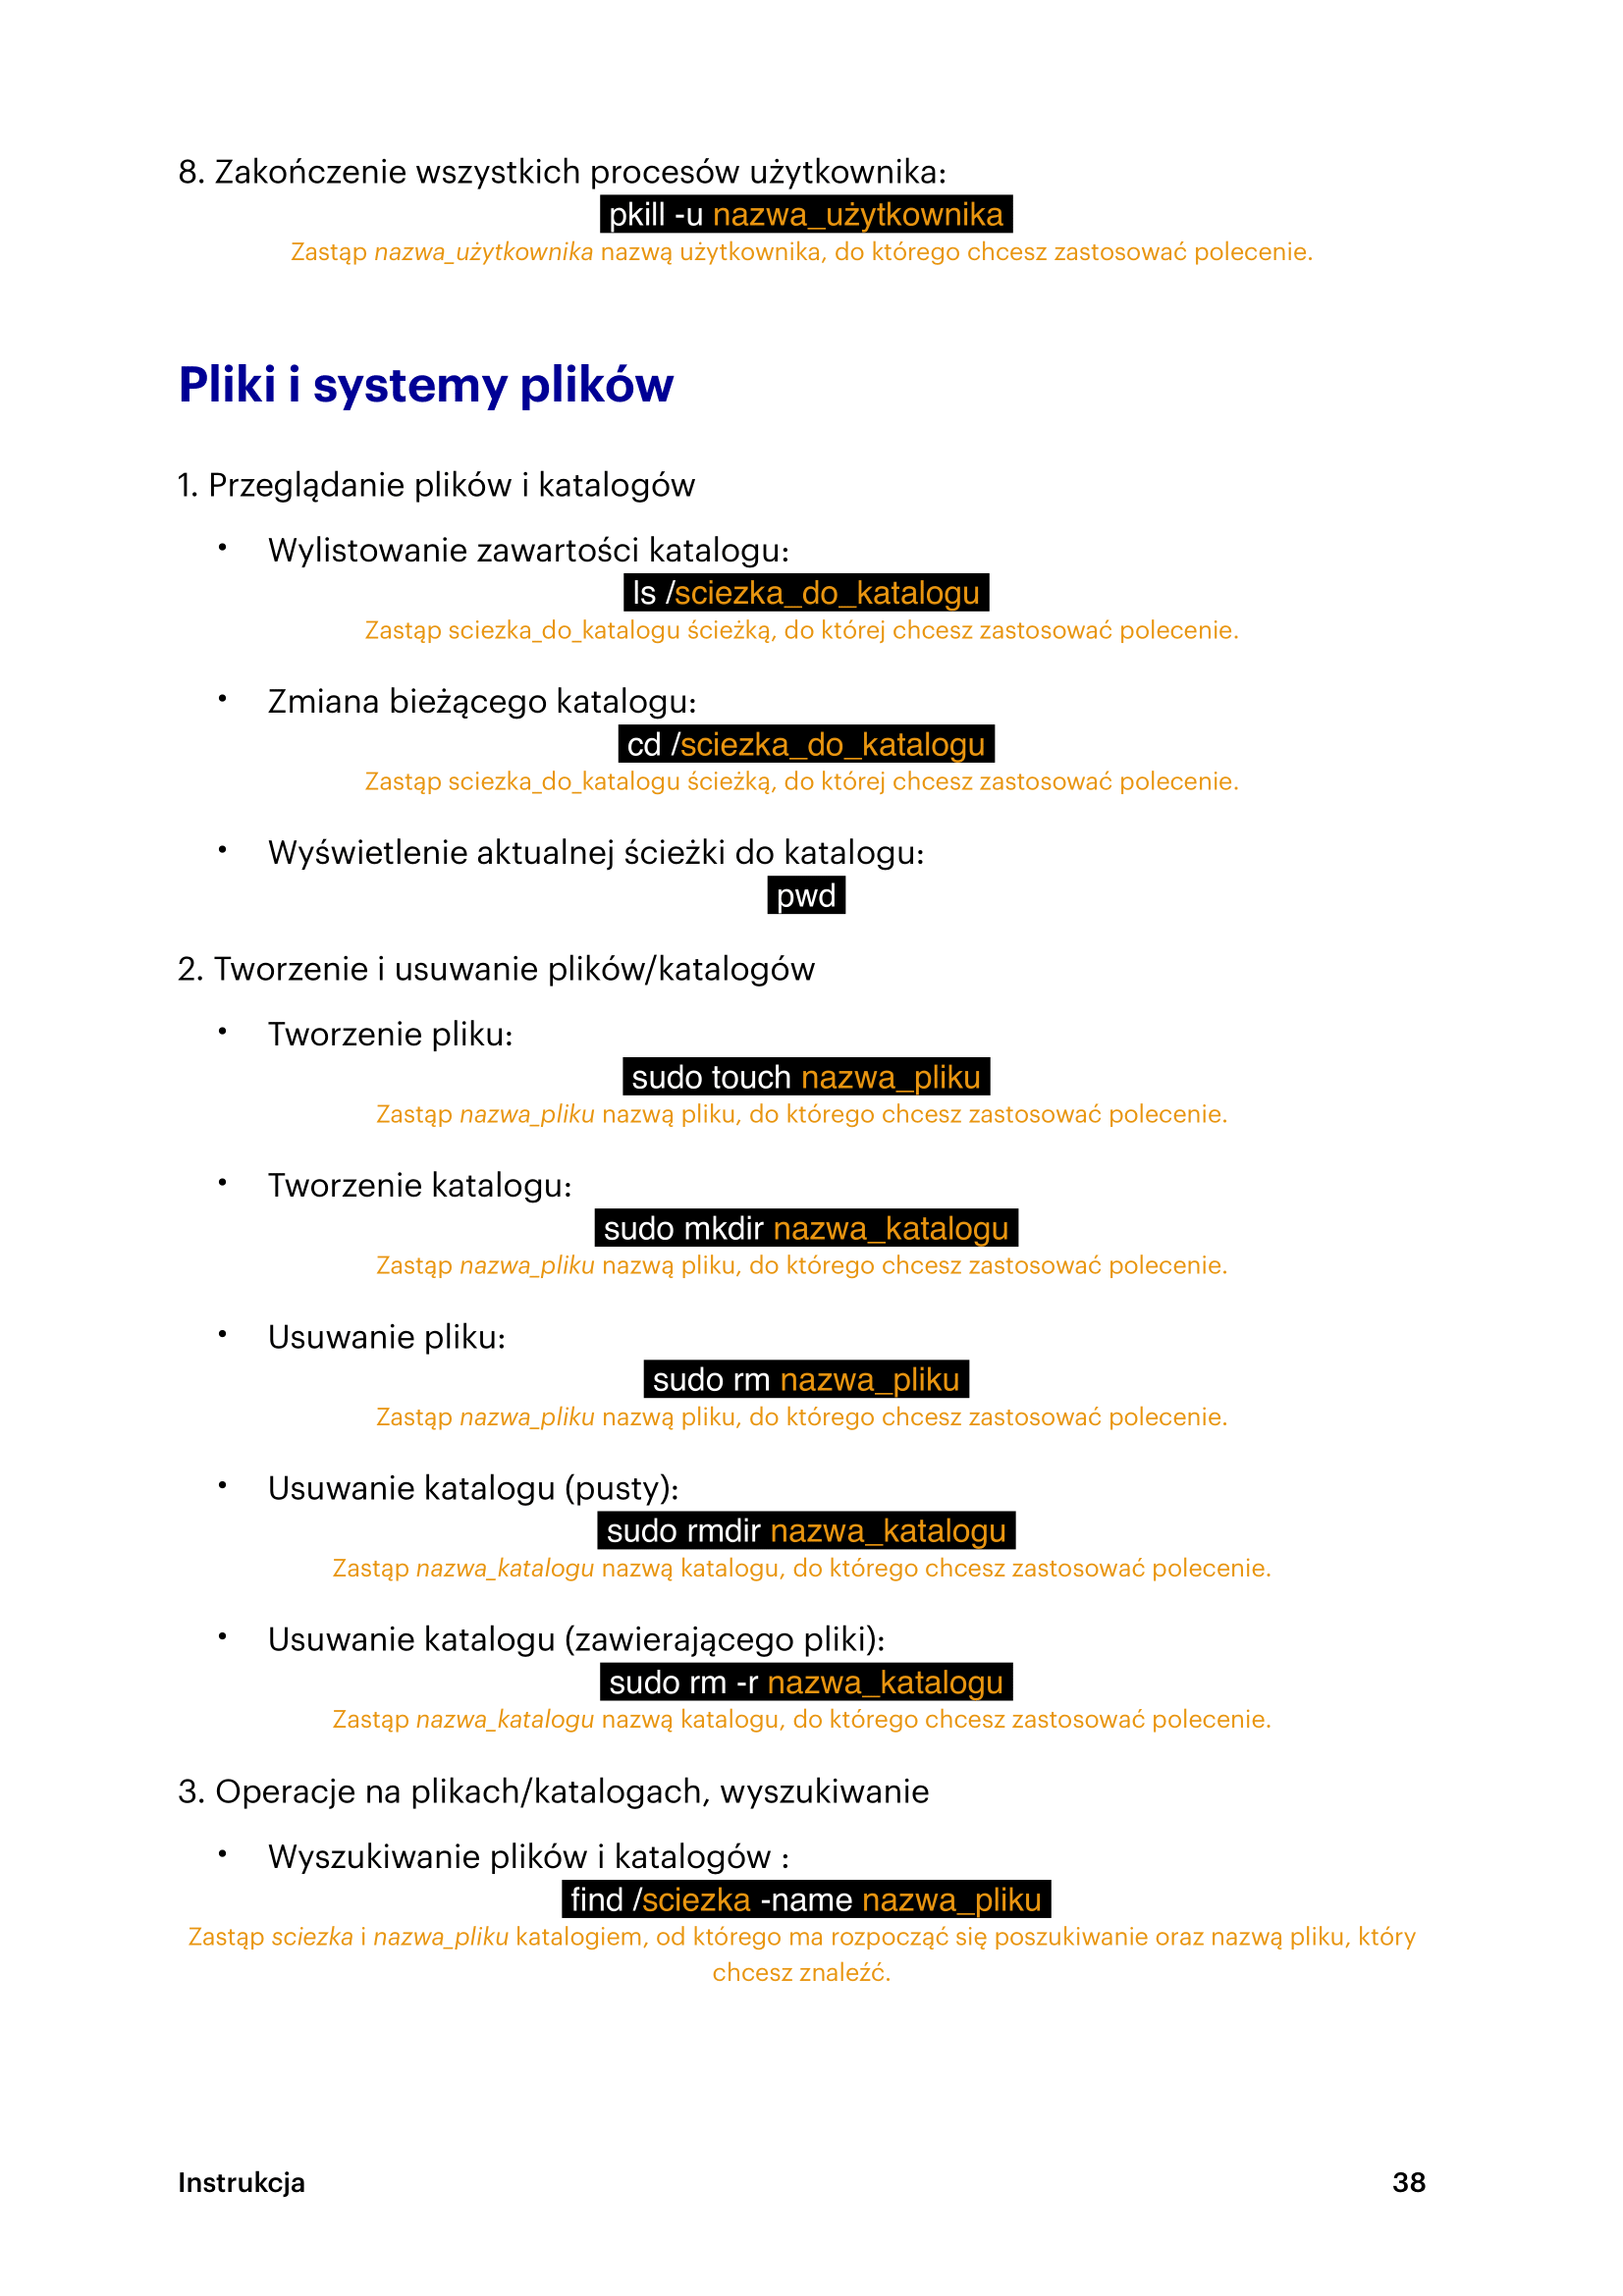 8. Zakończenie wszystkich procesów użytkownika:
pkill -u nazwa_użytkownika
Zastąp nazwa_użytkownika nazwą użytkownika, do którego chcesz zastosować polecenie.
Pliki i systemy plików
1. Przeglądanie plików i katalogów
• Wylistowanie zawartości katalogu:
ls /sciezka_do_katalogu
Zastąp sciezka_do_katalogu ścieżką, do której chcesz zastosować polecenie.
• Zmiana bieżącego katalogu:
cd /sciezka_do_katalogu
Zastąp sciezka_do_katalogu ścieżką, do której chcesz zastosować polecenie.
• Wyświetlenie aktualnej ścieżki do katalogu:
pwd
2. Tworzenie i usuwanie plików/katalogów
• Tworzenie pliku:
sudo touch nazwa_pliku
Zastąp nazwa_pliku nazwą pliku, do którego chcesz zastosować polecenie.
• Tworzenie katalogu:
sudo mkdir nazwa_katalogu
Zastąp nazwa_pliku nazwą pliku, do którego chcesz zastosować polecenie.
• Usuwanie pliku:
sudo rm nazwa_pliku
Zastąp nazwa_pliku nazwą pliku, do którego chcesz zastosować polecenie.
• Usuwanie katalogu (pusty):
sudo rmdir nazwa_katalogu
Zastąp nazwa_katalogu nazwą katalogu, do którego chcesz zastosować polecenie.
• Usuwanie katalogu (zawierającego pliki):
sudo rm -r nazwa_katalogu
Zastąp nazwa_katalogu nazwą katalogu, do którego chcesz zastosować polecenie.
3. Operacje na plikach/katalogach, wyszukiwanie
• Wyszukiwanie plików i katalogów :
find /sciezka -name nazwa_pliku
Zastąp sciezka i nazwa_pliku katalogiem, od którego ma rozpocząć się poszukiwanie oraz nazwą pliku, który
chcesz znaleźć.
Instrukcja 38